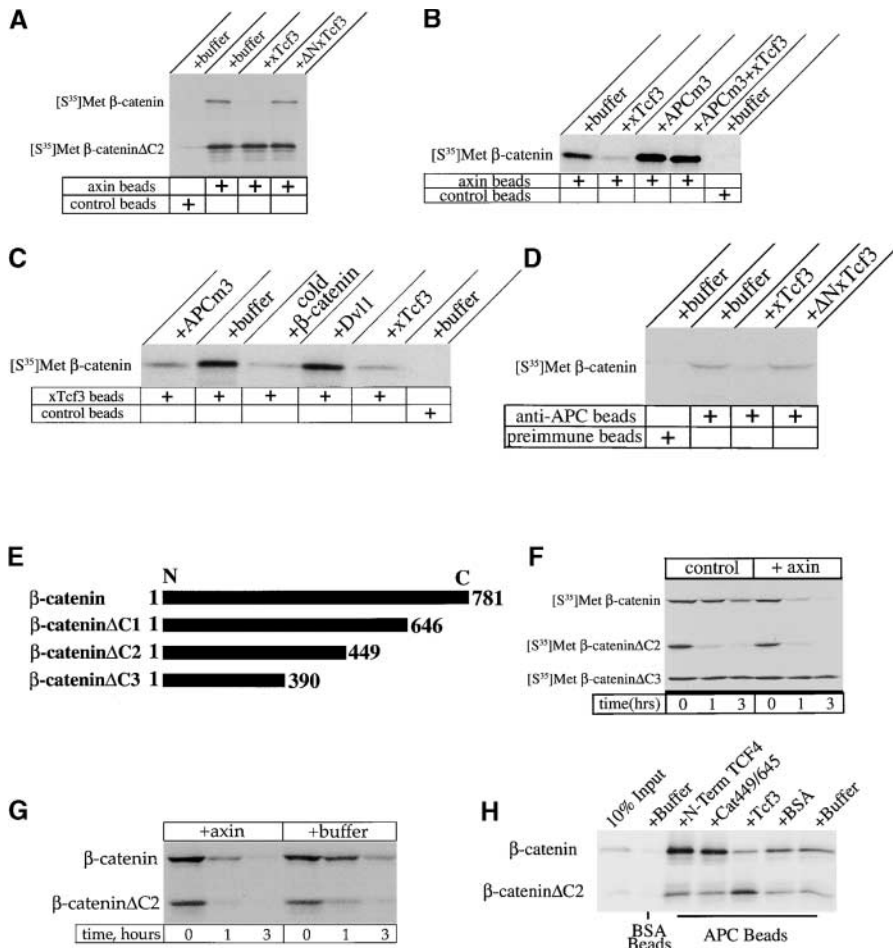 A
+buffer
+buffer
+xTcf3
+ΔNxTcf3
[S³⁵]Met β-catenin
[S³⁵]Met β-cateninΔC2
axin beads + + +
control beads +
B
+buffer
+xTcf3
+APCm3
+APCm3+xTcf3
+buffer
[S³⁵]Met β-catenin
axin beads + + + +
control beads +
C
+APCm3
+buffer
cold
+β-catenin
+Dvl1
+xTcf3
+buffer
[S³⁵]Met β-catenin
xTcf3 beads + + + + +
control beads +
D
+buffer
+buffer
+xTcf3
+ΔNxTcf3
[S³⁵]Met β-catenin
anti-APC beads + + +
preimmune beads +
E
N C
β-catenin 1 781
β-cateninΔC1 1 646
β-cateninΔC2 1 449
β-cateninΔC3 1 390
F
control + axin
[S³⁵]Met β-catenin
[S³⁵]Met β-cateninΔC2
[S³⁵]Met β-cateninΔC3
time(hrs) 0 1 3 0 1 3
G
+axin +buffer
β-catenin
β-cateninΔC2
time, hours 0 1 3 0 1 3
H
10% Input
+Buffer
+N-Term TCF4
+Cat449/645
+Tcf3
+BSA
+Buffer
β-catenin
β-cateninΔC2
BSA
Beads
APC Beads